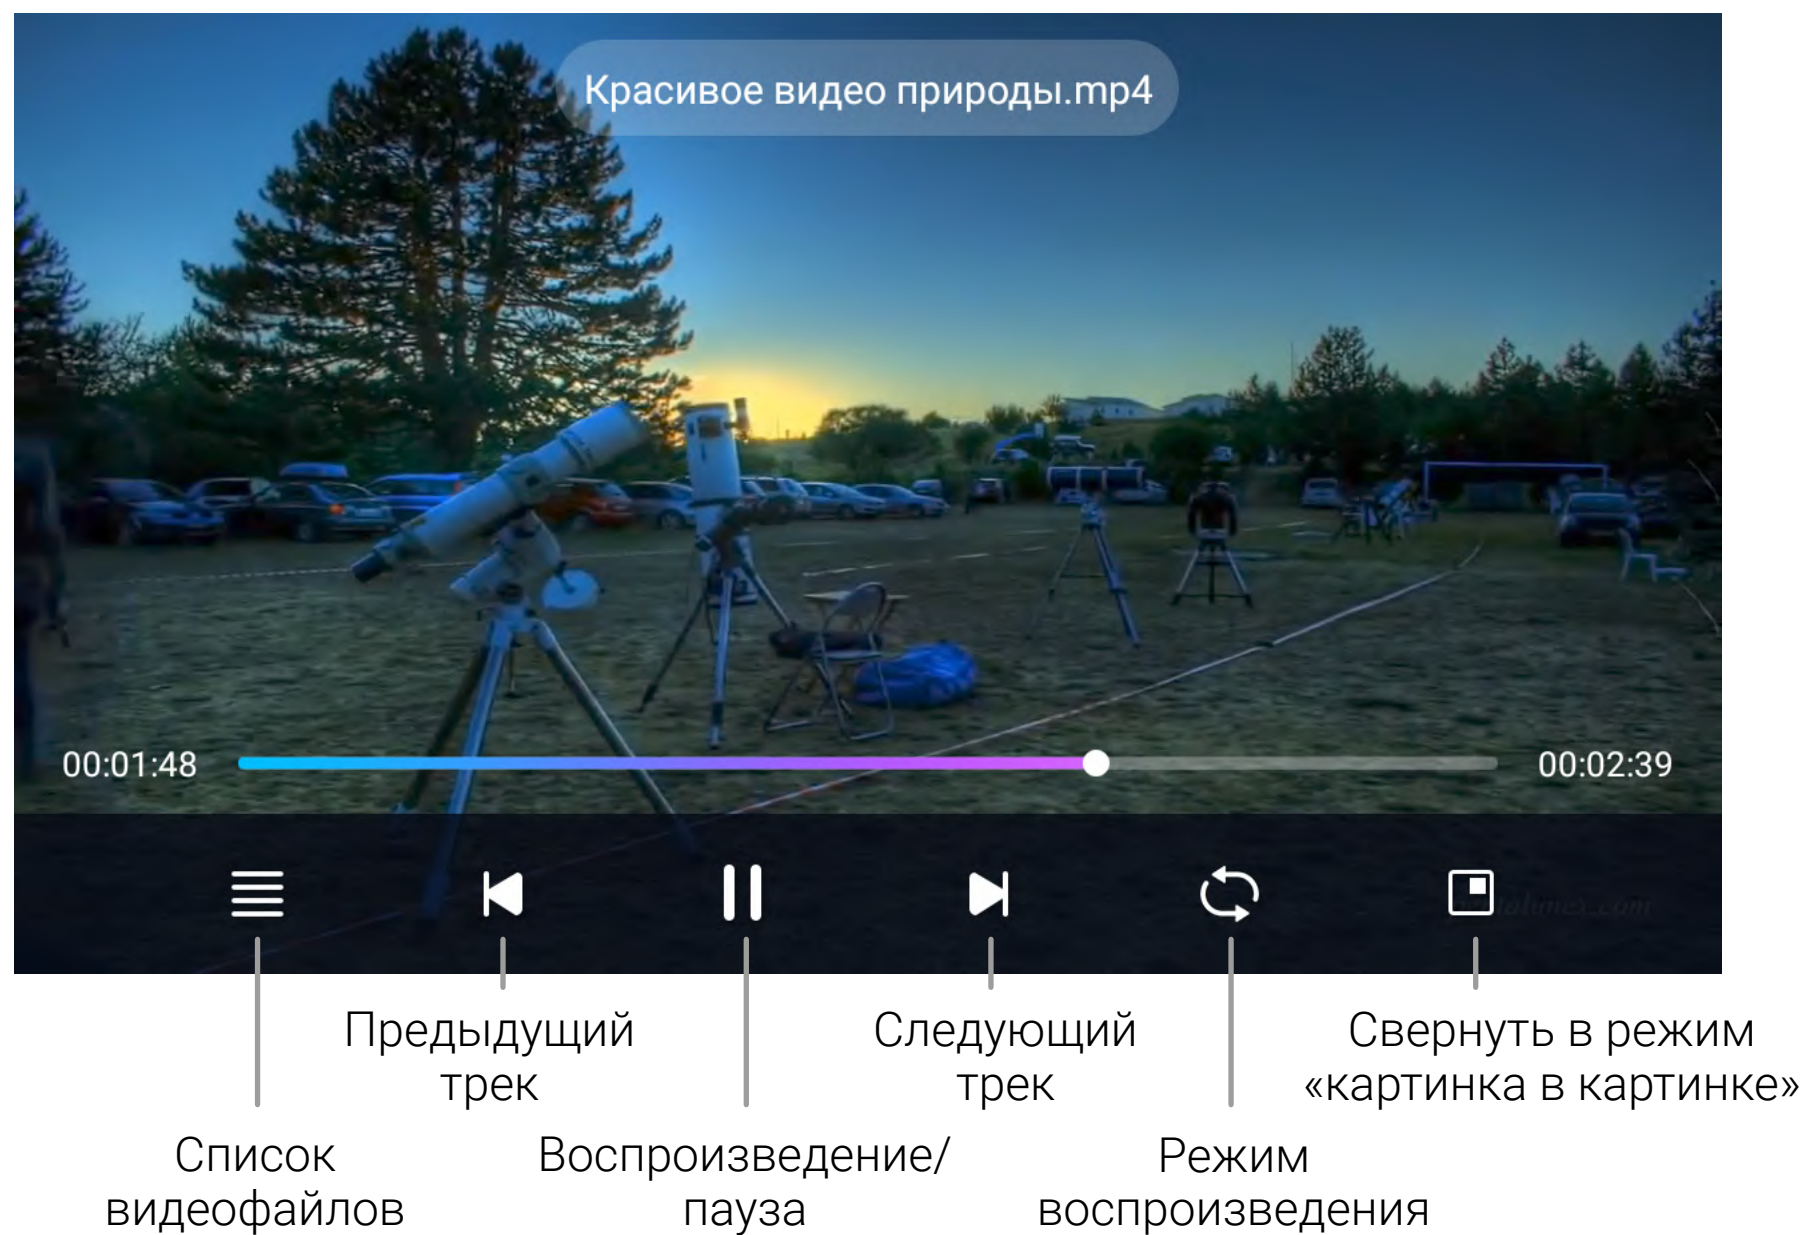 Красивое видео природы.mp4
00:01:48
00:02:39
Предыдущий
трек
Следующий
трек
Свернуть в режим
«картинка в картинке»
Список
видеофайлов
Воспроизведение/
пауза
Режим
воспроизведения